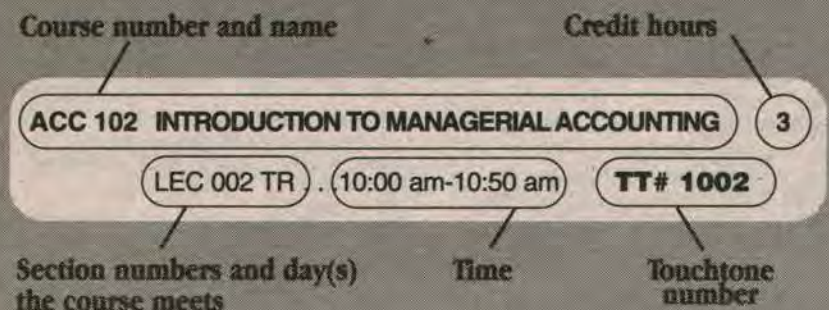 Course number and name
Credit hours
ACC 102 INTRODUCTION TO MANAGERIAL ACCOUNTING 3
LEC 002 TR . . 10:00 am-10:50 am TT# 1002
Section numbers and day(s)
the course meets
Time
Touchtone
number